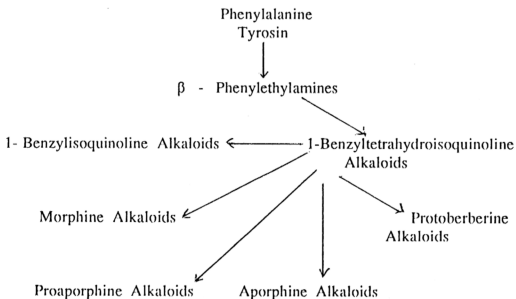 Phenylalanine
Tyrosin
β - Phenylethylamines
1- Benzylisoquinoline Alkaloids
1-Benzyltetrahydroisoquinoline
Alkaloids
Morphine Alkaloids
Protoberberine
Alkaloids
Proaporphine Alkaloids
Aporphine Alkaloids